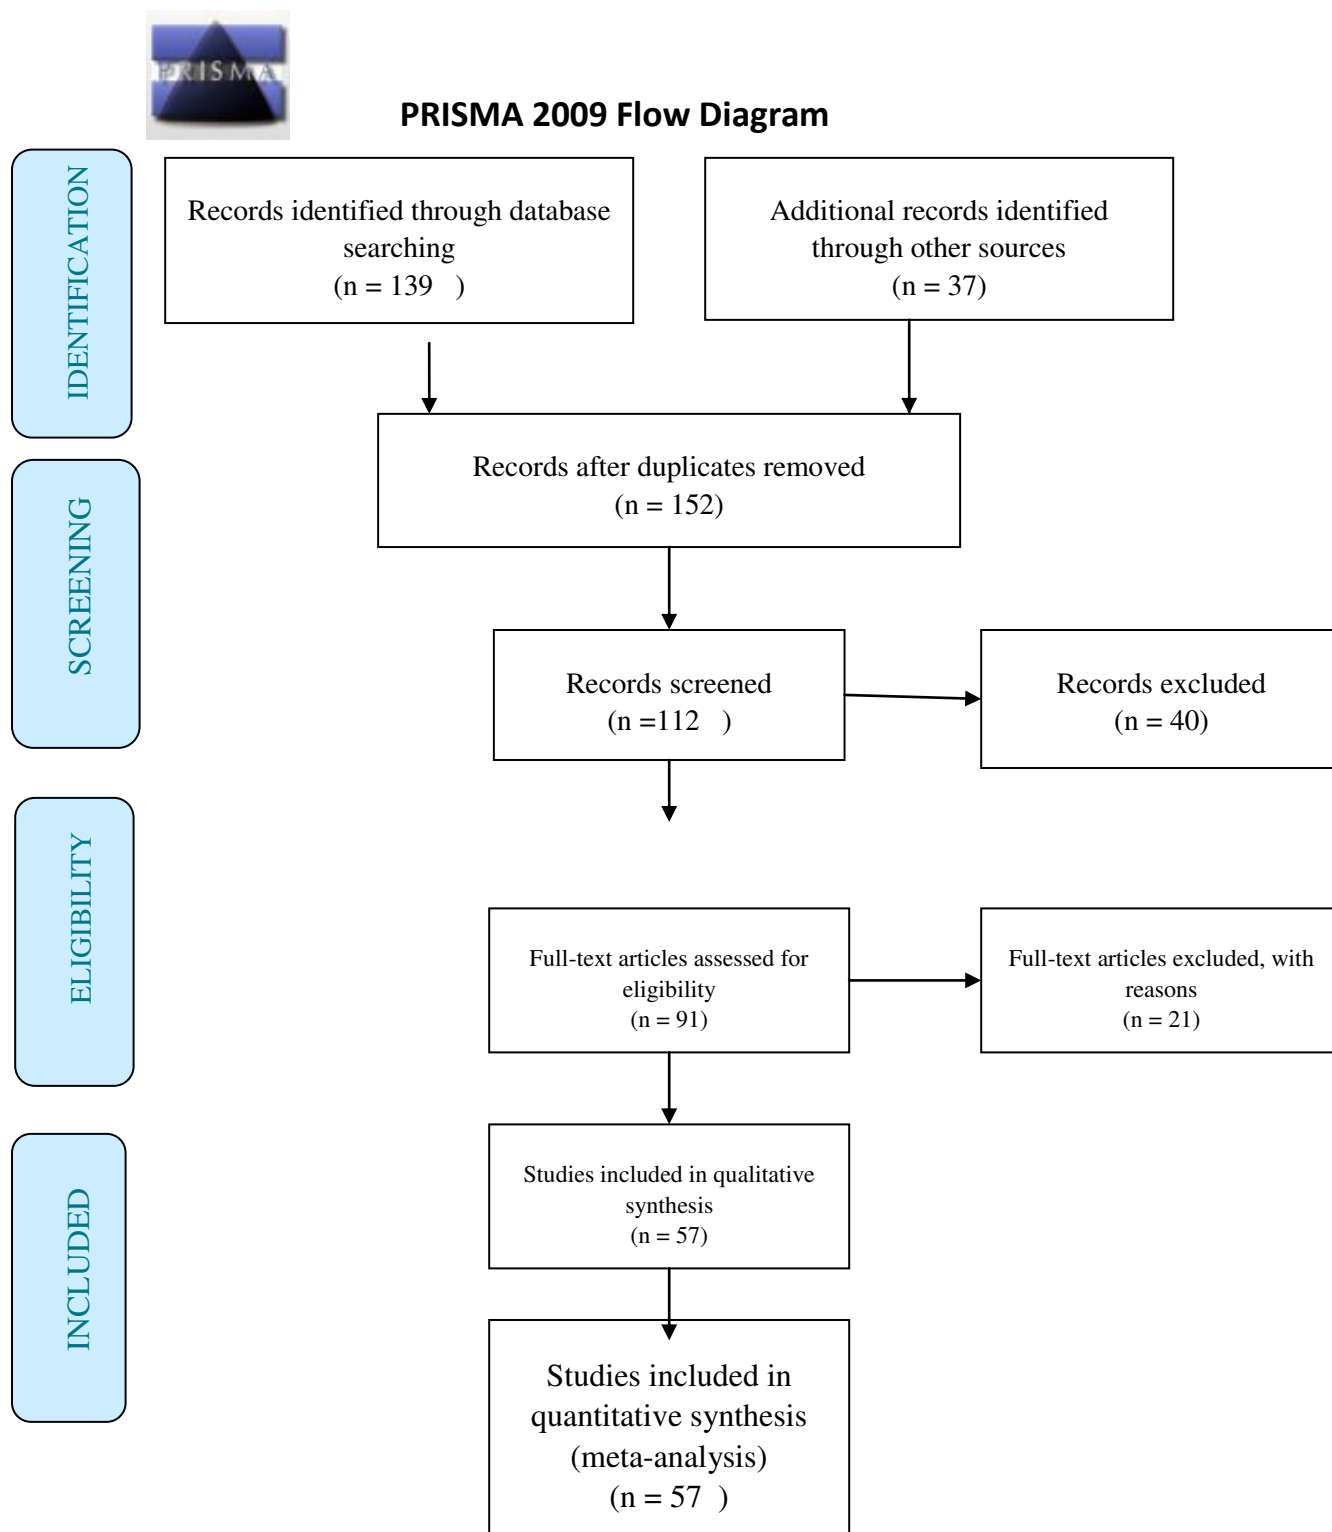 PRISMA
PRISMA 2009 Flow Diagram
IDENTIFICATION
Records identified through database
searching
(n = 139   )
Additional records identified
through other sources
(n = 37)
SCREENING
Records after duplicates removed
(n = 152)
Records screened
(n =112   )
Records excluded
(n = 40)
ELIGIBILITY
Full-text articles assessed for
eligibility
(n = 91)
Full-text articles excluded, with
reasons
(n = 21)
INCLUDED
Studies included in qualitative
synthesis
(n = 57)
Studies included in
quantitative synthesis
(meta-analysis)
(n = 57  )